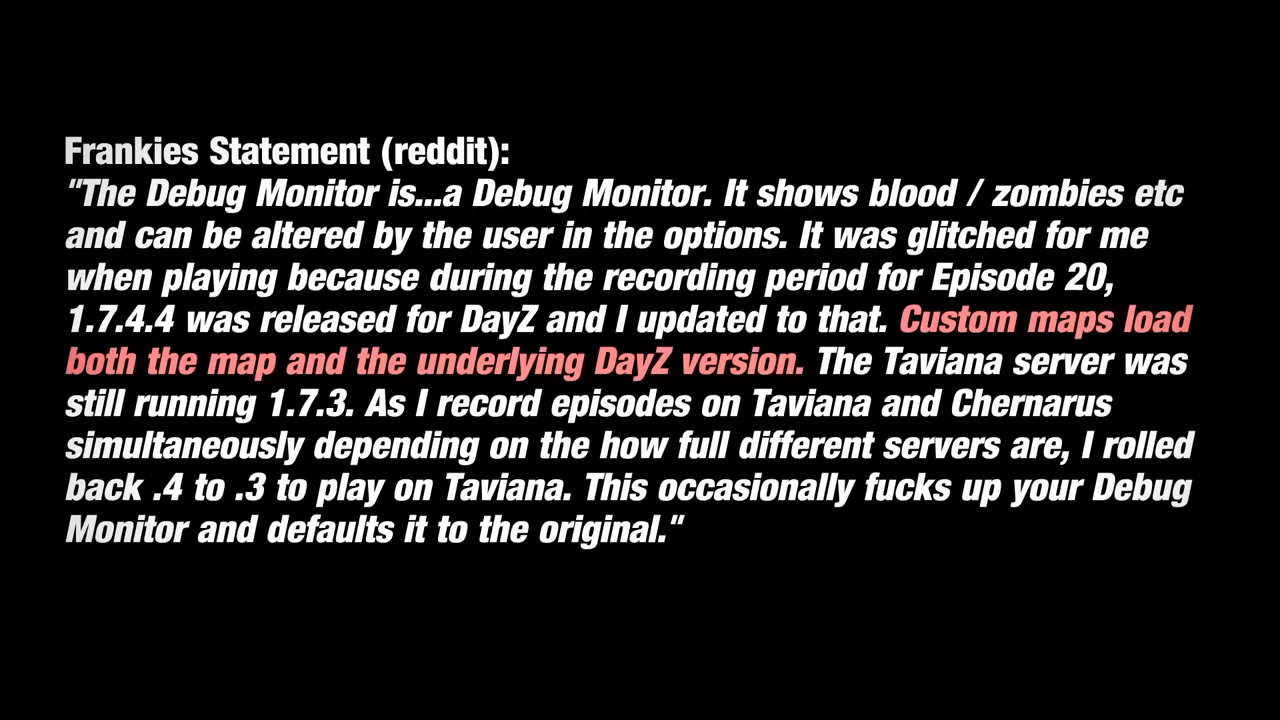 Frankies Statement (reddit):
"The Debug Monitor is...a Debug Monitor. It shows blood / zombies etc
and can be altered by the user in the options. It was glitched for me
when playing because during the recording period for Episode 20,
1.7.4.4 was released for DayZ and I updated to that. Custom maps load
both the map and the underlying DayZ version. The Taviana server was
still running 1.7.3. As I record episodes on Taviana and Chernarus
simultaneously depending on the how full different servers are, I rolled
back .4 to .3 to play on Taviana. This occasionally fucks up your Debug
Monitor and defaults it to the original."